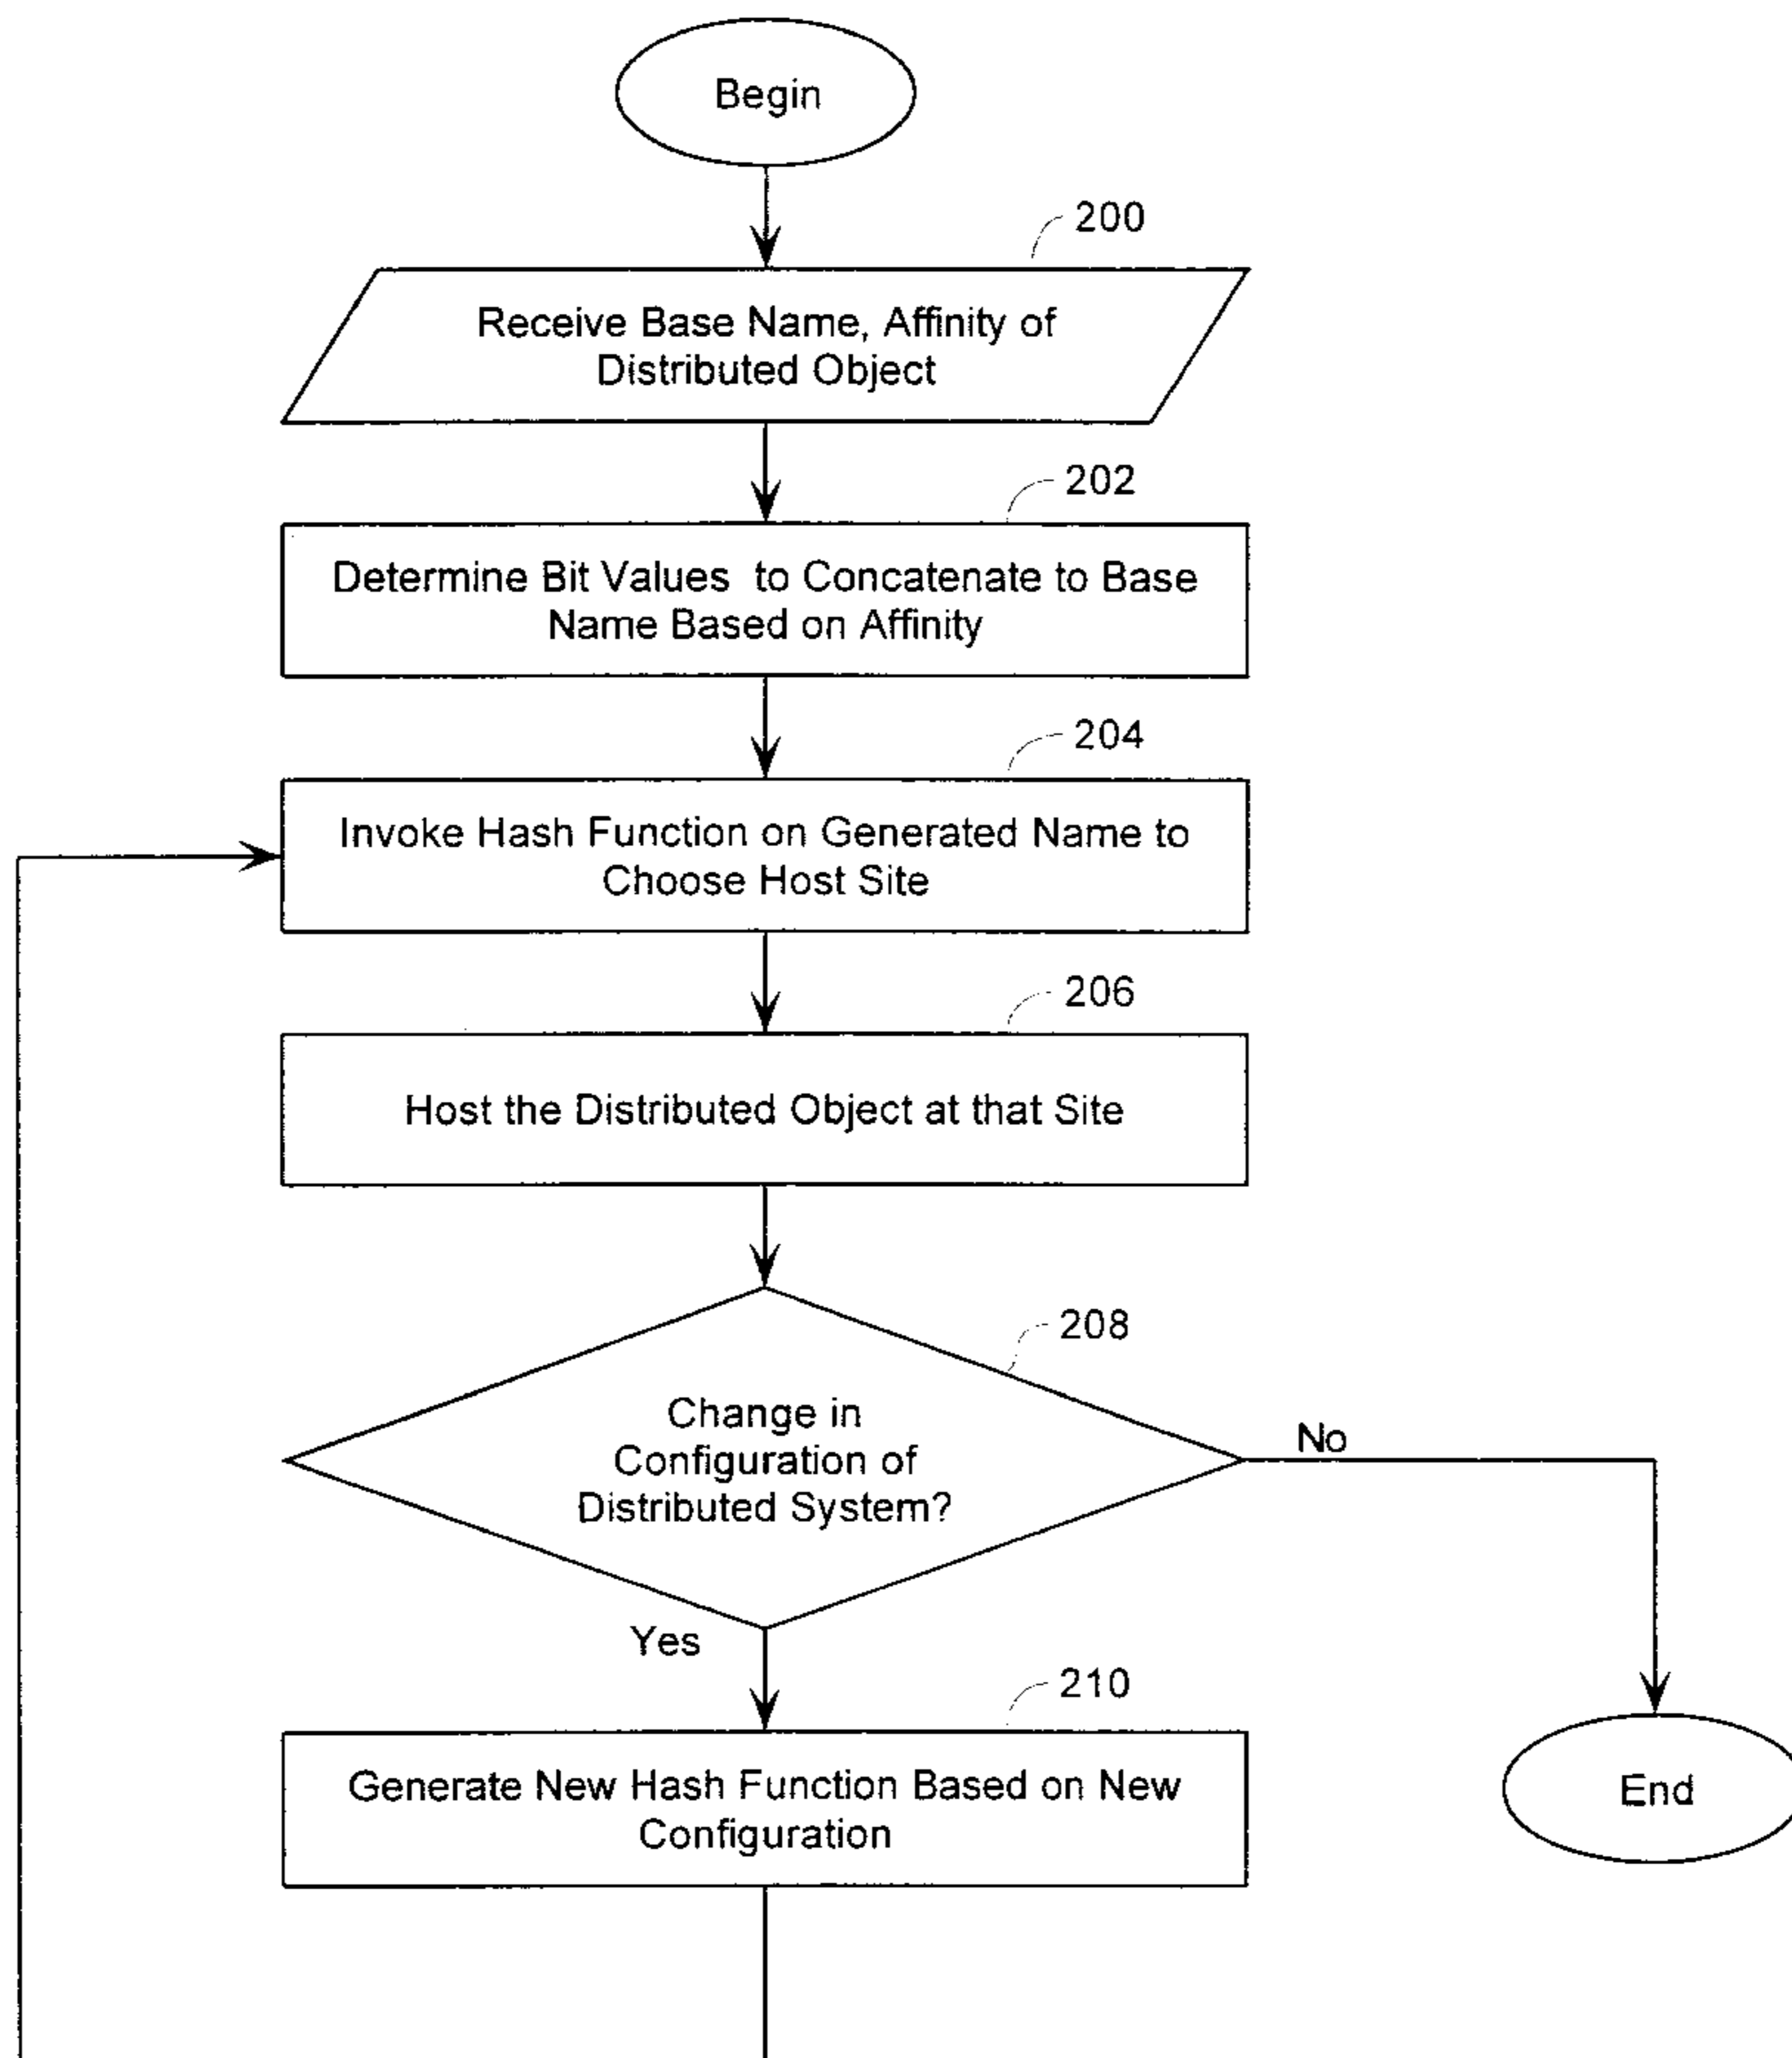 Begin
200
Receive Base Name, Affinity of
Distributed Object
202
Determine Bit Values to Concatenate to Base
Name Based on Affinity
204
Invoke Hash Function on Generated Name to
Choose Host Site
206
Host the Distributed Object at that Site
208
Change in
Configuration of
Distributed System?
No
Yes
210
Generate New Hash Function Based on New
Configuration
End